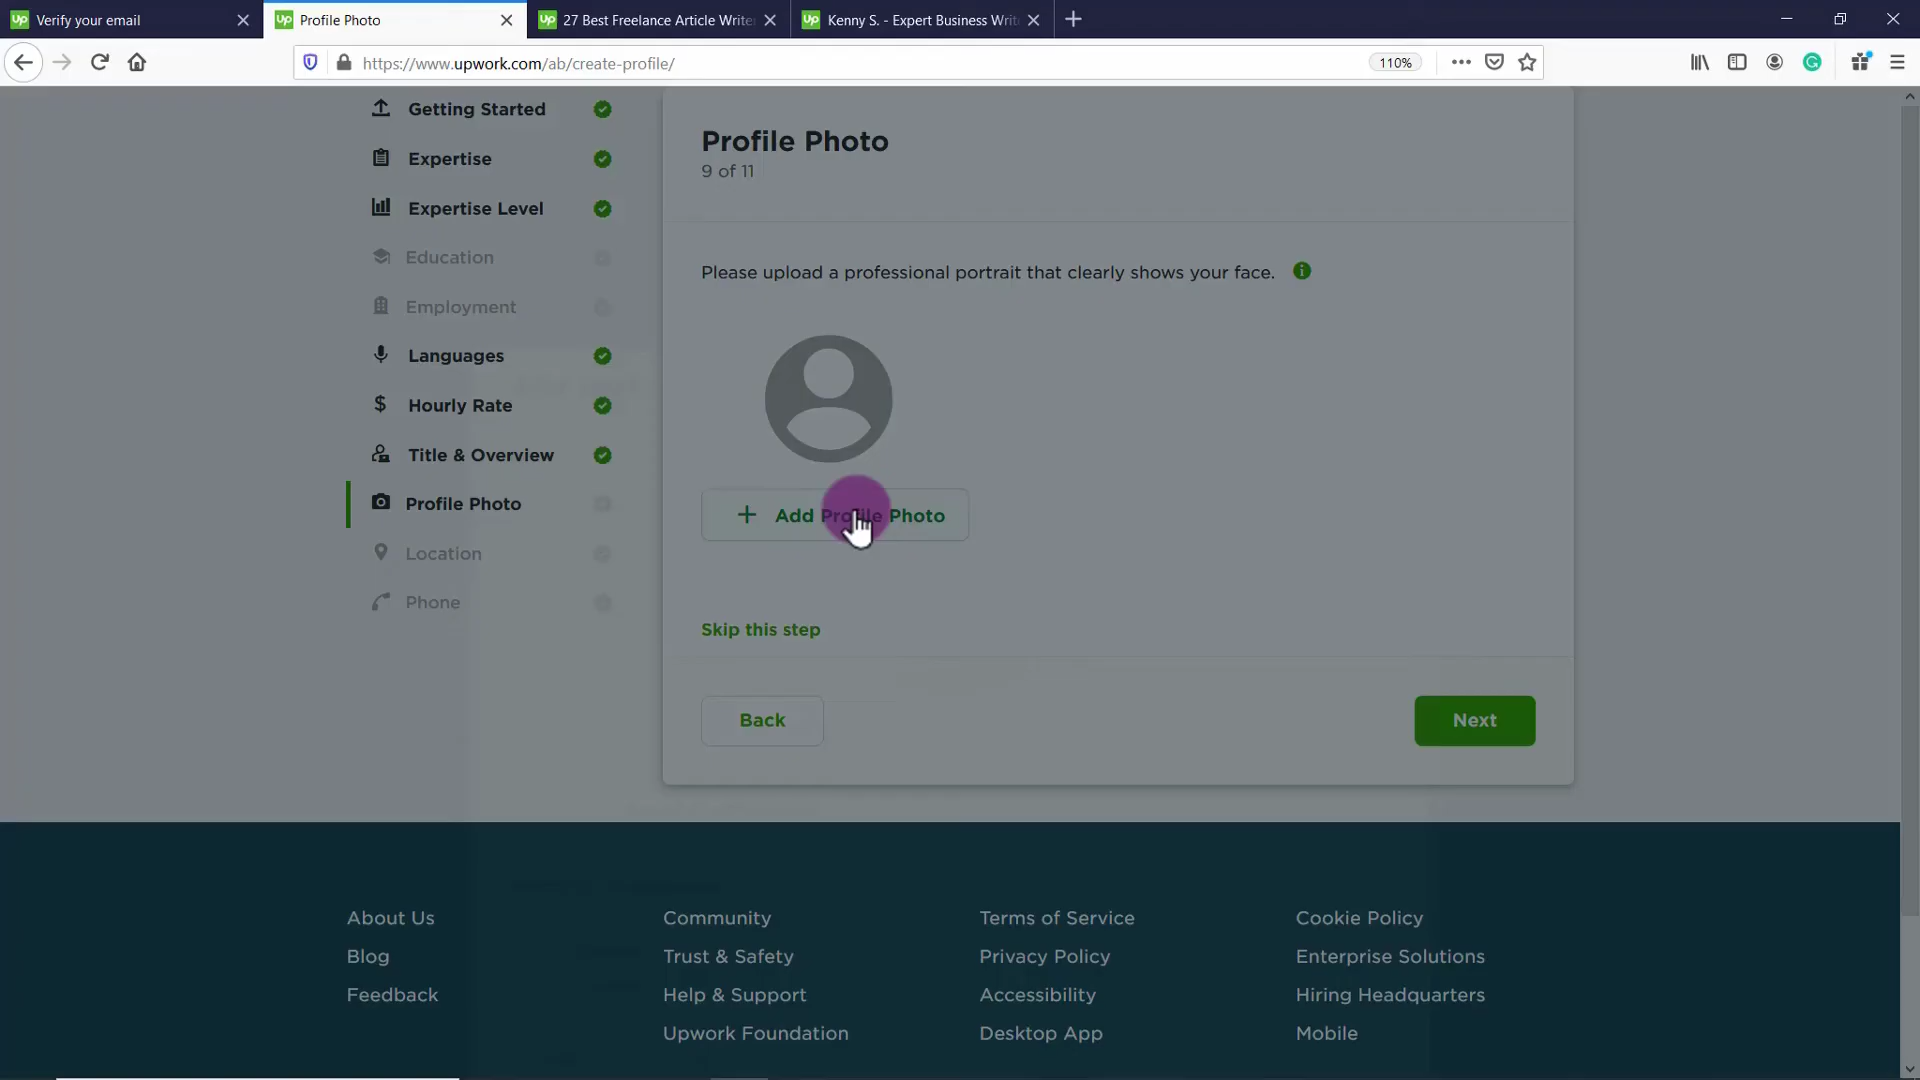 Up Verify your email
Up Profile Photo
Up 27 Best Freelance Article Write
Up Kenny S. - Expert Business Writ
https://www.upwork.com/ab/create-profile/
110%
Getting Started
Expertise
Expertise Level
Education
Employment
Languages
$ Hourly Rate
Title & Overview
Profile Photo
Location
Phone
Profile Photo
9 of 11
Please upload a professional portrait that clearly shows your face.
+ Add Profile Photo
Skip this step
Back
Next
About Us
Blog
Feedback
Community
Trust & Safety
Help & Support
Upwork Foundation
Terms of Service
Privacy Policy
Accessibility
Desktop App
Cookie Policy
Enterprise Solutions
Hiring Headquarters
Mobile